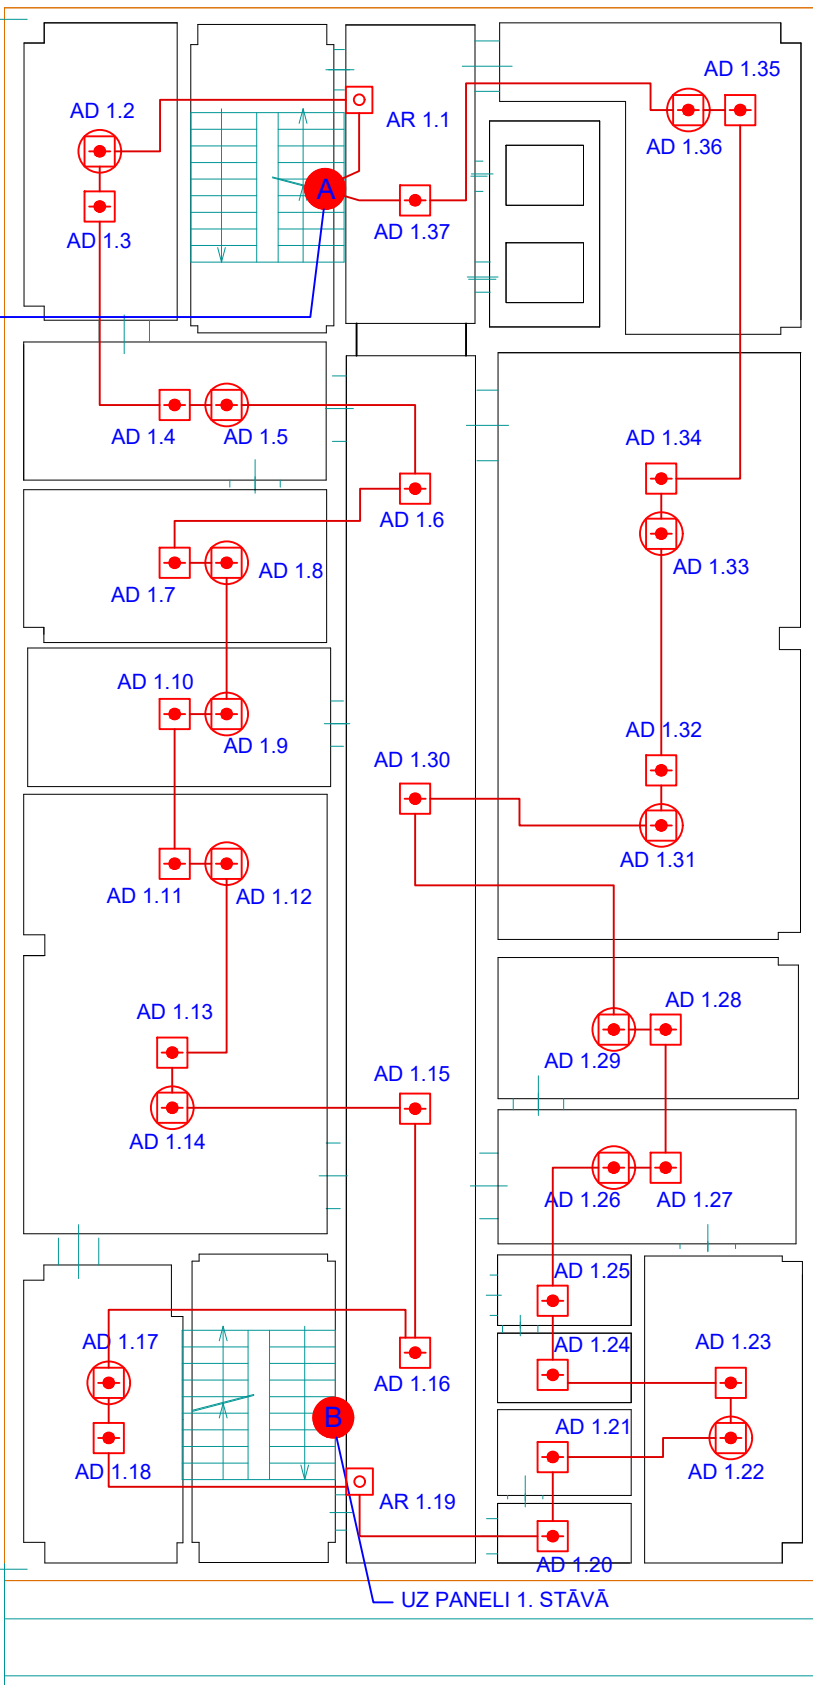 AD 1.35
AD 1.2
AR 1.1
AD 1.36
A
AD 1.37
AD 1.3
AD 1.4
AD 1.5
AD 1.34
AD 1.6
AD 1.8
AD 1.33
AD 1.7
AD 1.10
AD 1.9
AD 1.32
AD 1.30
AD 1.31
AD 1.11
AD 1.12
AD 1.28
AD 1.13
AD 1.29
AD 1.15
AD 1.14
AD 1.26
AD 1.27
AD 1.25
AD 1.17
AD 1.24
AD 1.23
AD 1.16
B
AD 1.21
AD 1.18
AD 1.22
AR 1.19
AD 1.20
UZ PANELI 1. STĀVĀ